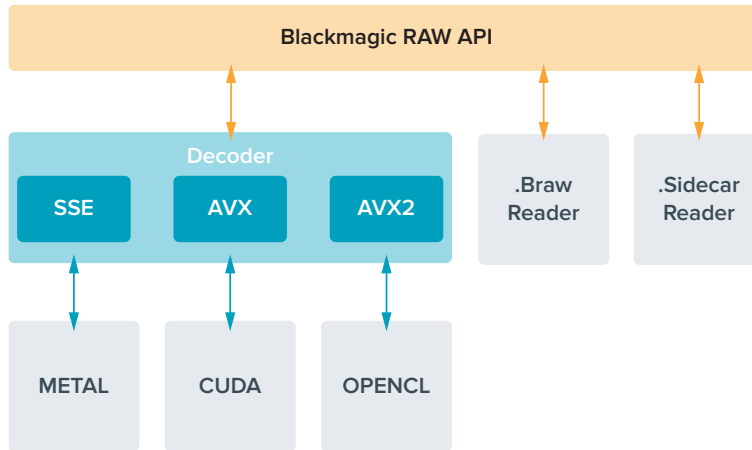 Blackmagic RAW API
Decoder
SSE
AVX
AVX2
.Braw
Reader
.Sidecar
Reader
METAL
CUDA
OPENCL